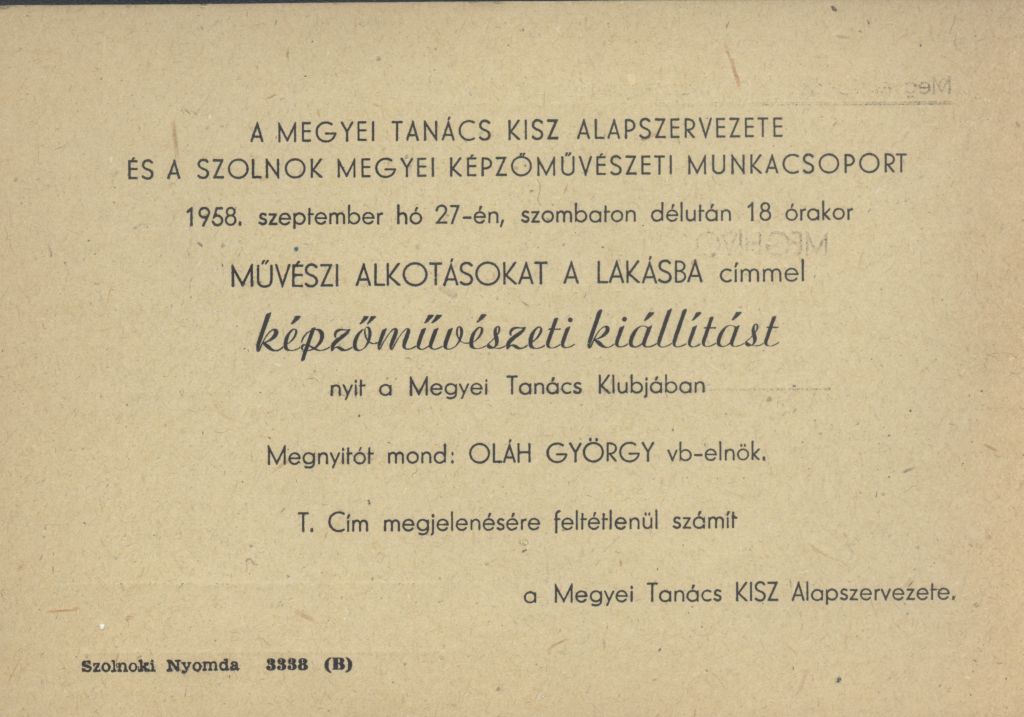 A MEGYEI TANÁCS KISZ ALAPSZERVEZETE
ÉS A SZOLNOK MEGYEI KÉPZŐMŰVÉSZETI MUNKACSOPORT
1958. szeptember hó 27-én, szombaton délután 18 órakor
MŰVÉSZI ALKOTÁSOKAT A LAKÁSBA címmel
képzőművészeti kiállítást
nyit a Megyei Tanács Klubjában
Megnyitót mond: OLÁH GYÖRGY vb-elnök.
T. Cím megjelenésére feltétlenül számít
a Megyei Tanács KISZ Alapszervezete.
Szolnoki Nyomda 3338 (B)